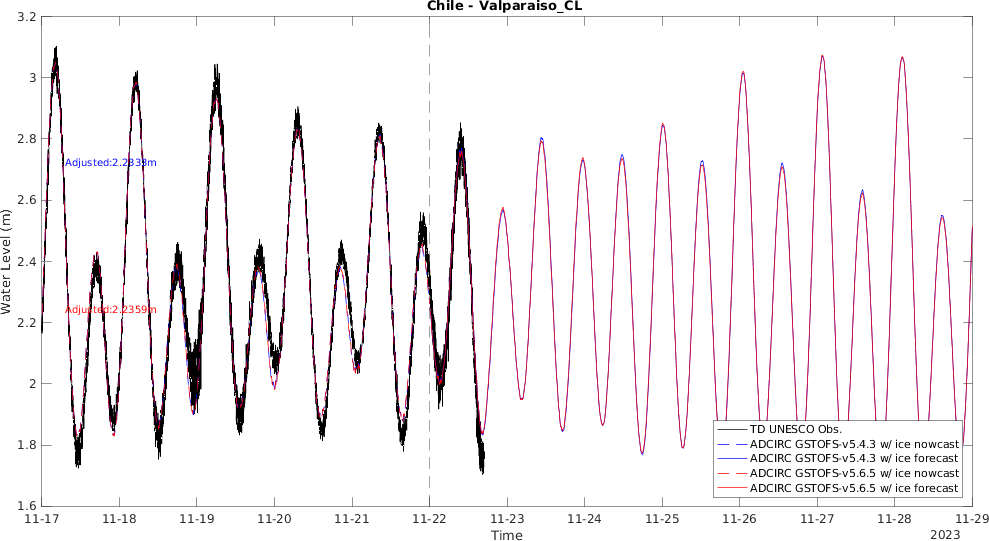 Chile - Valparaiso_CL
3.2
3
2.8
2.6
2.4
2.2
2
1.8
1.6
Water Level (m)
Adjusted:2.2333m
Adjusted:2.2359m
TD UNESCO Obs.
ADCIRC GSTOFS-v5.4.3 w/ ice nowcast
ADCIRC GSTOFS-v5.4.3 w/ ice forecast
ADCIRC GSTOFS-v5.6.5 w/ ice nowcast
ADCIRC GSTOFS-v5.6.5 w/ ice forecast
11-17 11-18 11-19 11-20 11-21 11-22 11-23 11-24 11-25 11-26 11-27 11-28 11-29
Time
2023